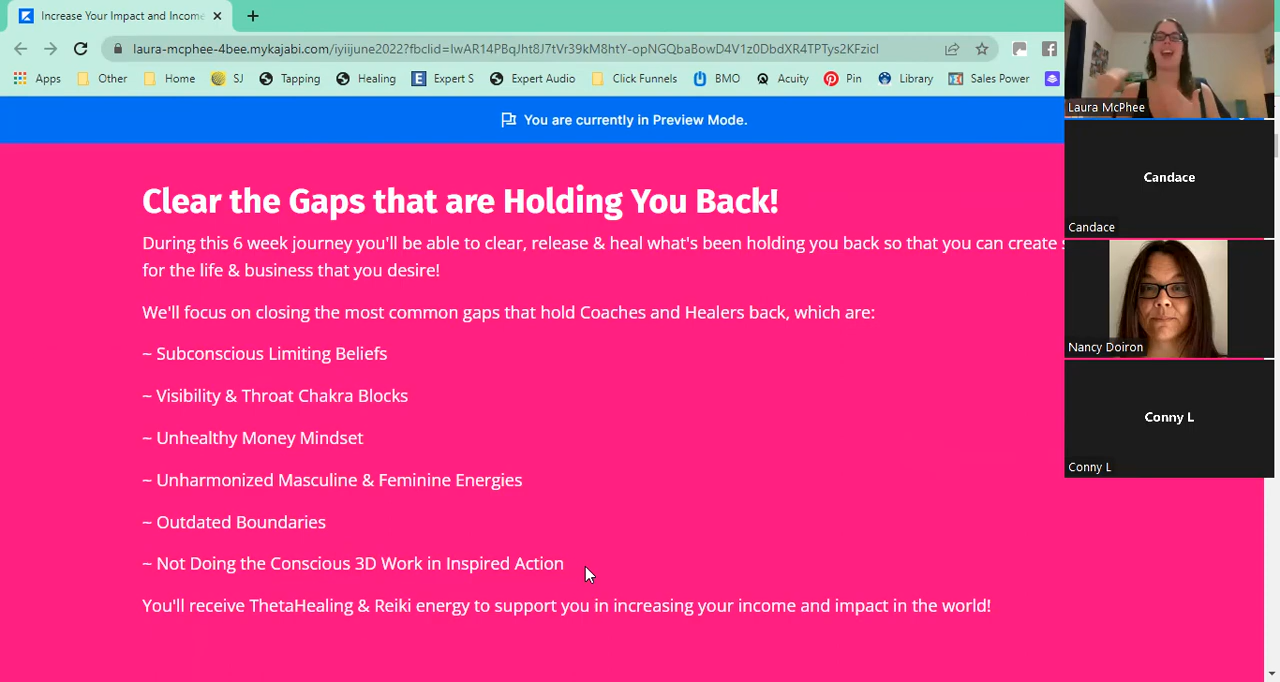 Increase Your Impact and Income
laura-mcphee-4bee.mykajabi.com/iyiijune2022?fbclid=IwAR14PBqJht8J7tVr39kM8htY-opNGQbaBowD4V1z0DbdXR4TPTys2KFzicl
Apps Other Home SJ Tapping Healing Expert S Expert Audio Click Funnels BMO Acuity Pin Library Sales Power
You are currently in Preview Mode.
Clear the Gaps that are Holding You Back!
During this 6 week journey you'll be able to clear, release & heal what's been holding you back so that you can create
for the life & business that you desire!
We'll focus on closing the most common gaps that hold Coaches and Healers back, which are:
~ Subconscious Limiting Beliefs
~ Visibility & Throat Chakra Blocks
~ Unhealthy Money Mindset
~ Unharmonized Masculine & Feminine Energies
~ Outdated Boundaries
~ Not Doing the Conscious 3D Work in Inspired Action
You'll receive ThetaHealing & Reiki energy to support you in increasing your income and impact in the world!
Laura McPhee
Candace
Candace
Nancy Doiron
Conny L
Conny L